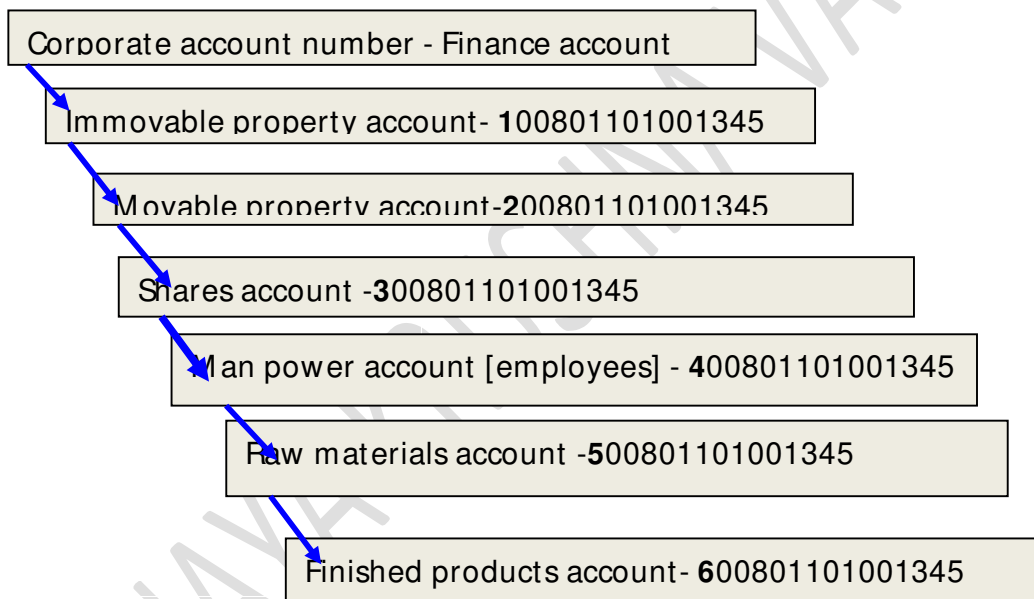 Corporate account number - Finance account
Immovable property account- 100801101001345
Movable property account-200801101001345
Shares account -300801101001345
Man power account [employees] - 400801101001345
Raw materials account -500801101001345
Finished products account- 600801101001345